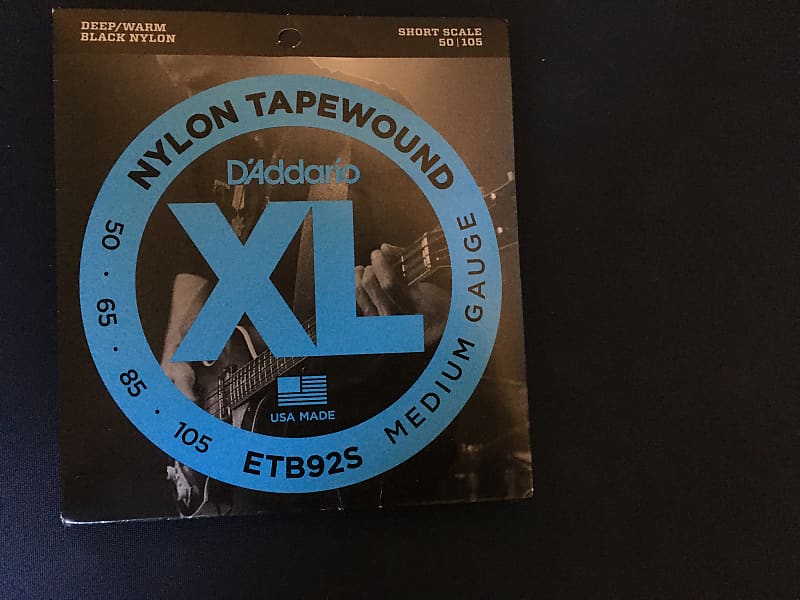 DEEP/WARM
BLACK NYLON
SHORT SCALE
50|105
NYLON TAPEWOUND
D'Addario
XL
50 · 65 · 85 · 105
ETB92S
MEDIUM GAUGE
USA MADE